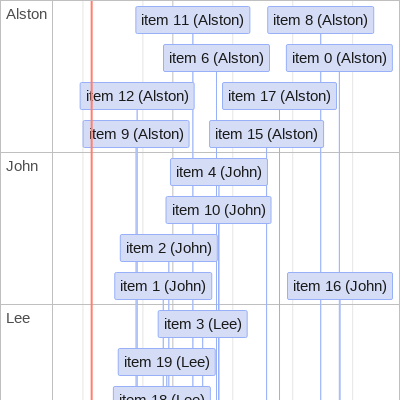 Alston
item 11 (Alston)
item 8 (Alston)
item 6 (Alston)
item 0 (Alston)
item 12 (Alston)
item 17 (Alston)
item 9 (Alston)
item 15 (Alston)
John
item 4 (John)
item 10 (John)
item 2 (John)
item 1 (John)
item 16 (John)
Lee
item 3 (Lee)
item 19 (Lee)
item 18 (Lee)